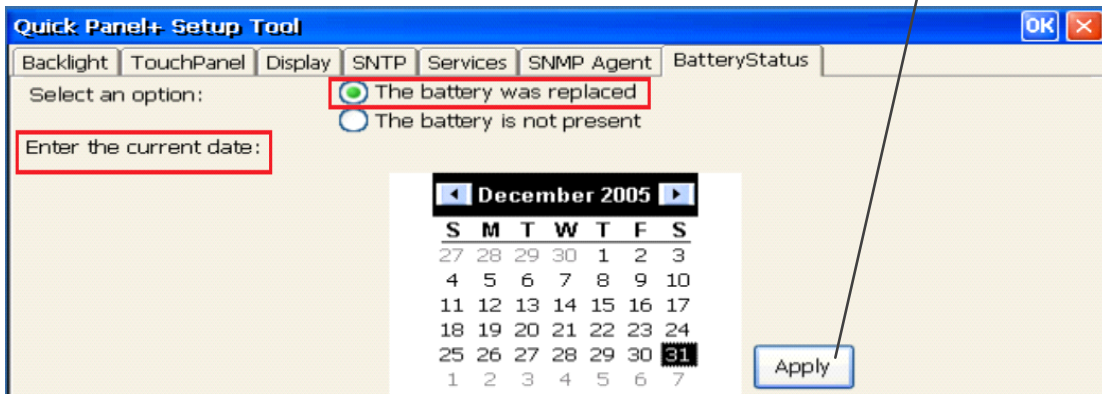 Quick Panel+ Setup Tool OK
Backlight TouchPanel Display SNTP Services SNMP Agent BatteryStatus
Select an option: The battery was replaced
The battery is not present
Enter the current date:
December 2005
S M T W T F S
27 28 29 30 1 2 3
4 5 6 7 8 9 10
11 12 13 14 15 16 17
18 19 20 21 22 23 24
25 26 27 28 29 30 31
1 2 3 4 5 6 7
Apply